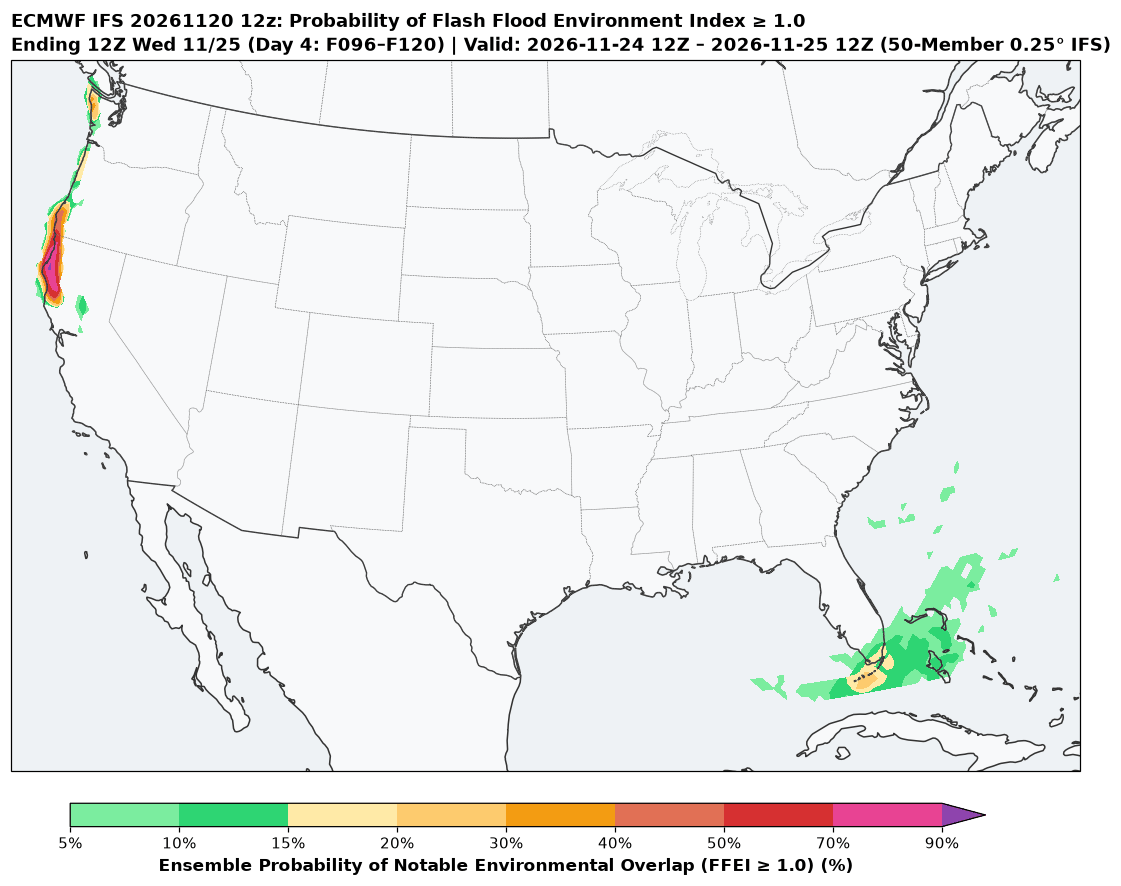 ECMWF IFS 20261120 12z: Probability of Flash Flood Environment Index ≥ 1.0
Ending 12Z Wed 11/25 (Day 4: F096–F120) | Valid: 2026-11-24 12Z – 2026-11-25 12Z (50-Member 0.25° IFS)
5% 10% 15% 20% 30% 40% 50% 70% 90%
Ensemble Probability of Notable Environmental Overlap (FFEI ≥ 1.0) (%)